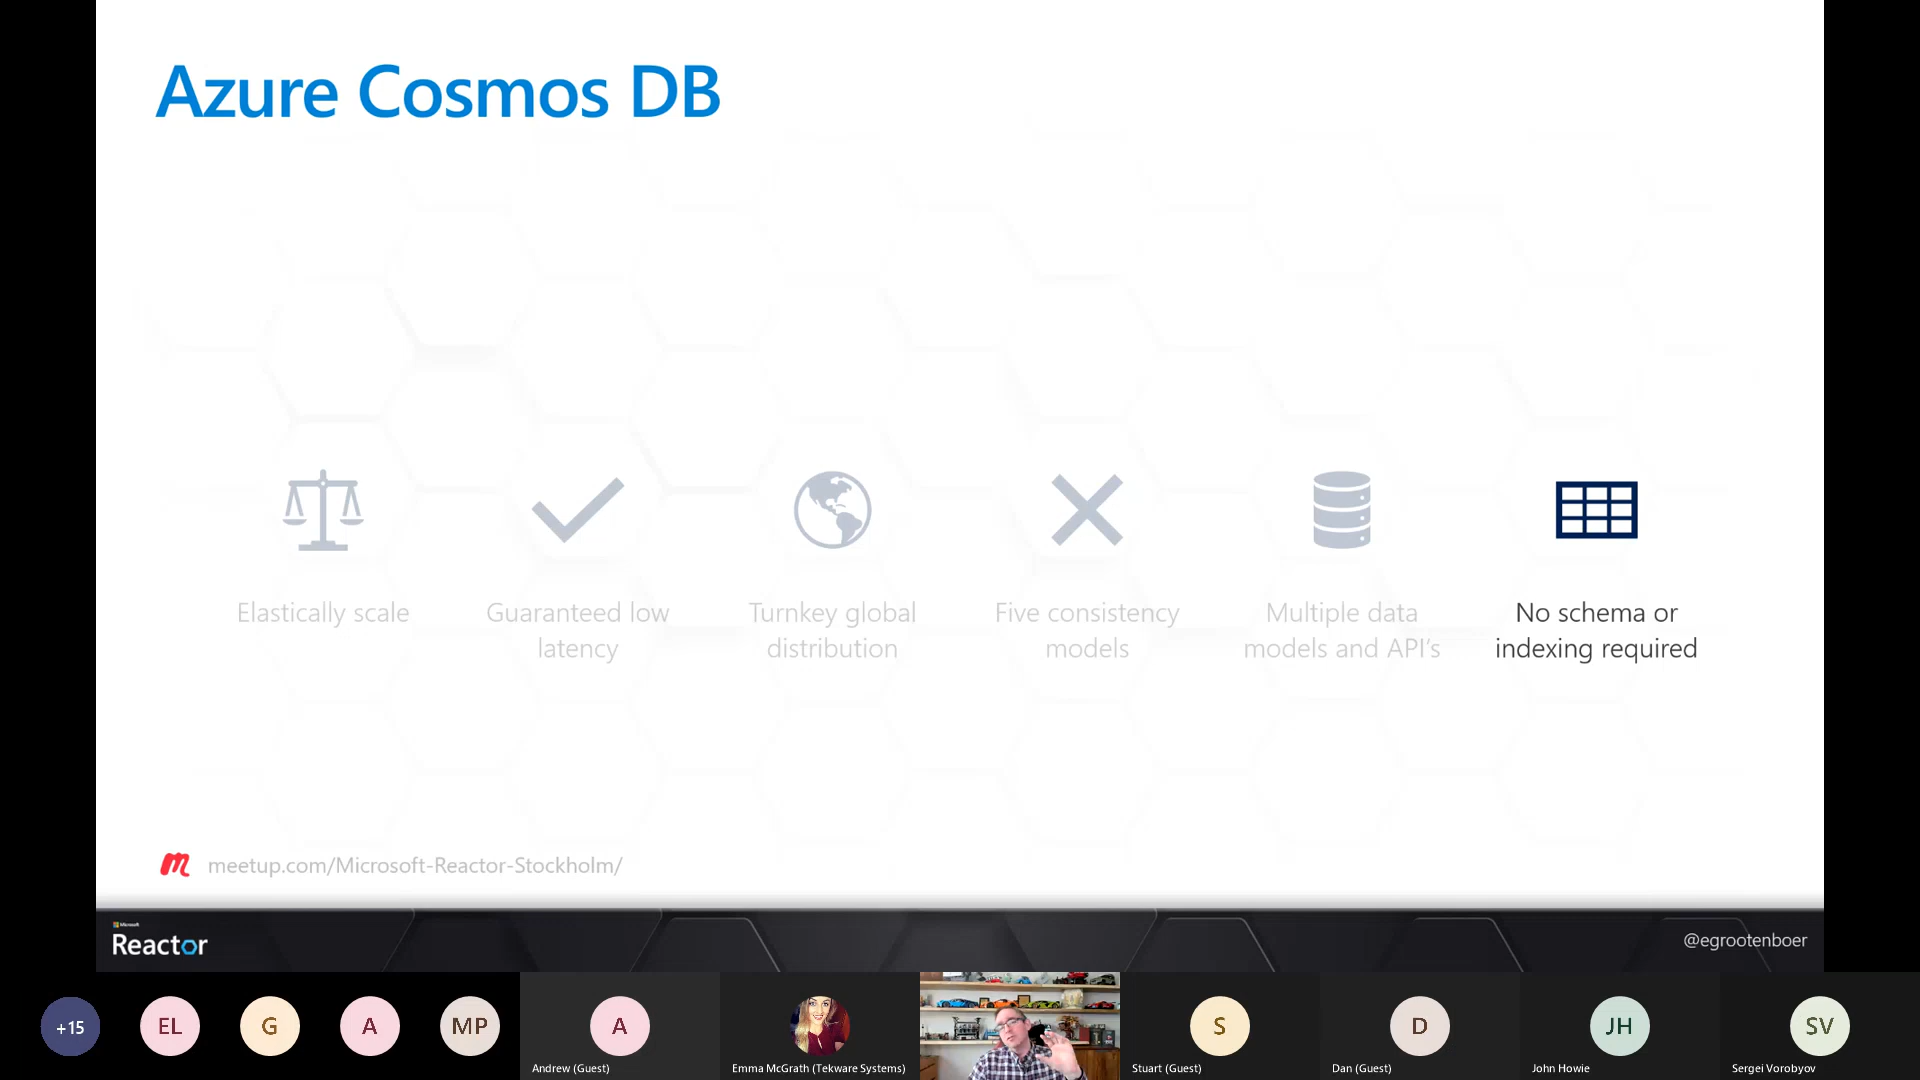 Azure Cosmos DB
Elastically scale
Guaranteed low
latency
Turnkey global
distribution
Five consistency
models
Multiple data
models and API's
No schema or
indexing required
meetup.com/Microsoft-Reactor-Stockholm/
Microsoft
Reactor
@egrootenboer
+15
EL
G
A
MP
A
Andrew (Guest)
Emma McGrath (Tekware Systems)
S
Stuart (Guest)
D
Dan (Guest)
JH
John Howie
SV
Sergei Vorobyov